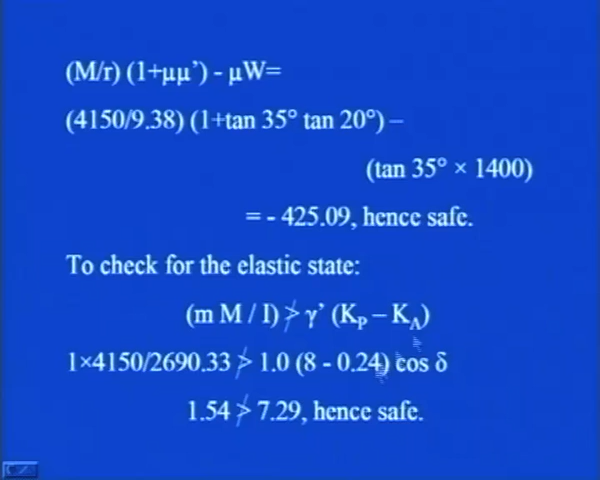 (M/r) (1+μμ’) - μW=
(4150/9.38) (1+tan 35° tan 20°) –
(tan 35° × 1400)
= - 425.09, hence safe.
To check for the elastic state:
(m M / I) ≯ γ’ (KP – KA)
1×4150/2690.33 ≯ 1.0 (8 - 0.24) cos δ
1.54 ≯ 7.29, hence safe.